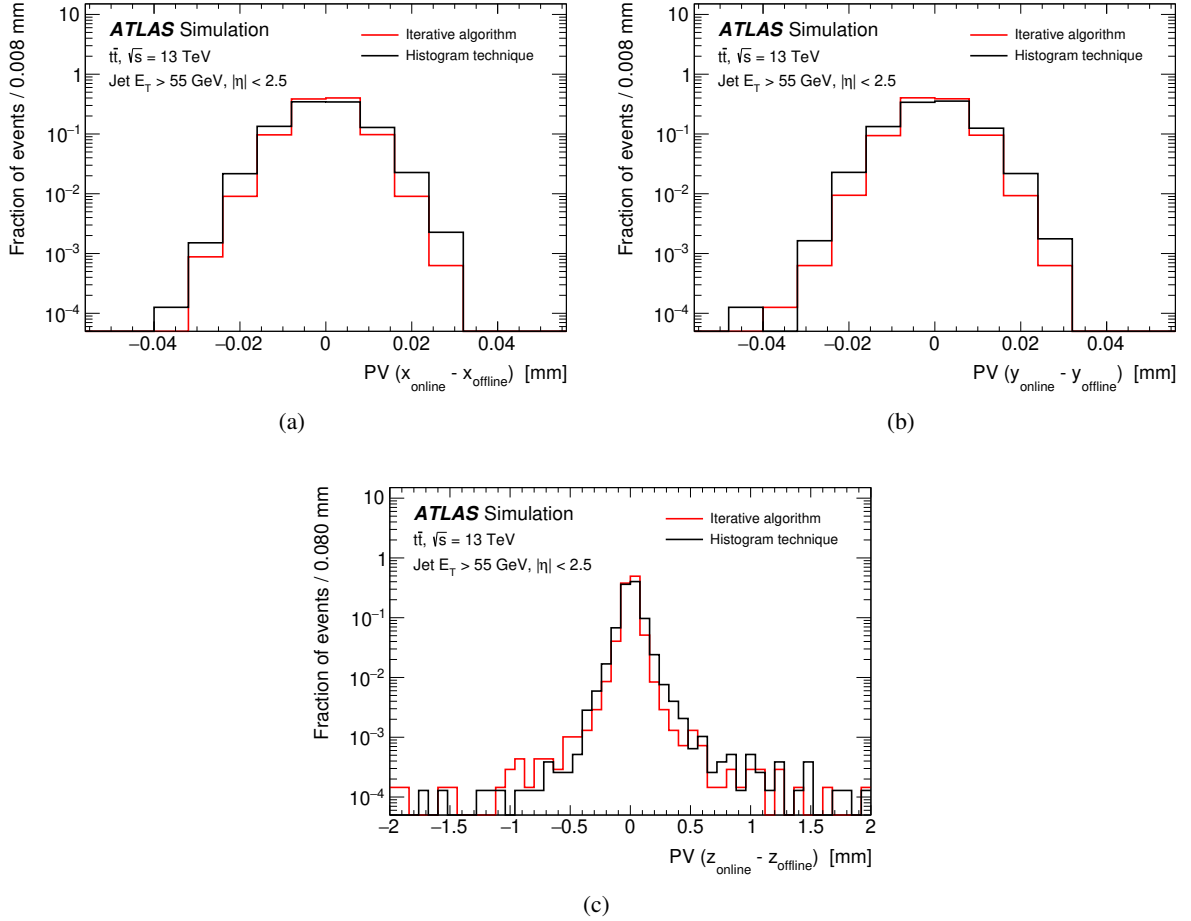 ATLAS Simulation
tt̄, √s = 13 TeV
Jet E_T > 55 GeV, |η| < 2.5
Iterative algorithm
Histogram technique
Fraction of events / 0.008 mm
10
1
10⁻¹
10⁻²
10⁻³
10⁻⁴
−0.04 −0.02 0 0.02 0.04
PV (x_online - x_offline) [mm]
(a)
ATLAS Simulation
tt̄, √s = 13 TeV
Jet E_T > 55 GeV, |η| < 2.5
Iterative algorithm
Histogram technique
Fraction of events / 0.008 mm
10
1
10⁻¹
10⁻²
10⁻³
10⁻⁴
−0.04 −0.02 0 0.02 0.04
PV (y_online - y_offline) [mm]
(b)
ATLAS Simulation
tt̄, √s = 13 TeV
Jet E_T > 55 GeV, |η| < 2.5
Iterative algorithm
Histogram technique
Fraction of events / 0.080 mm
10
1
10⁻¹
10⁻²
10⁻³
10⁻⁴
−2 −1.5 −1 −0.5 0 0.5 1 1.5 2
PV (z_online - z_offline) [mm]
(c)